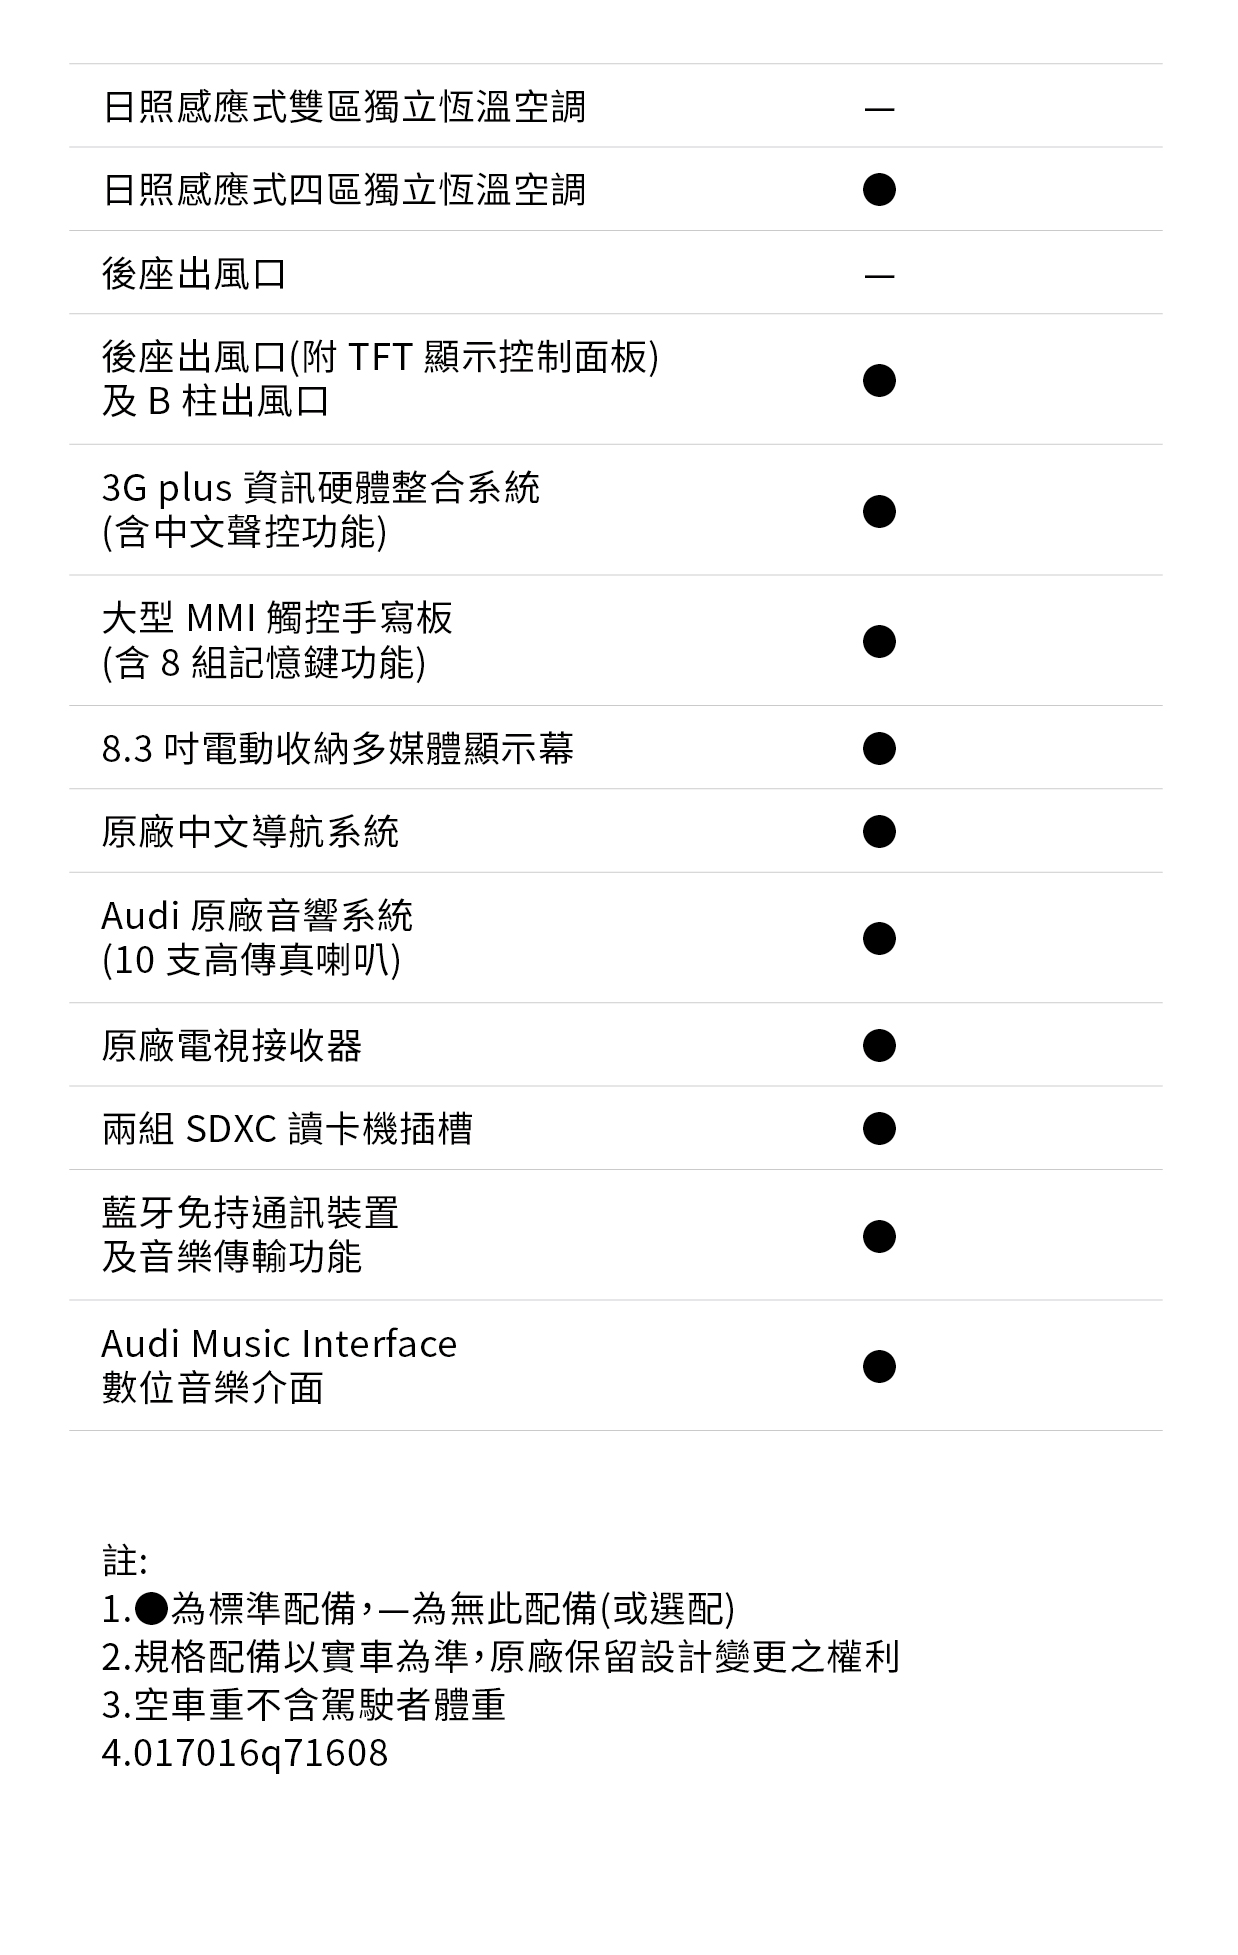 日照感應式雙區獨立恆溫空調 —
日照感應式四區獨立恆溫空調 ●
後座出風口 —
後座出風口(附 TFT 顯示控制面板)
及 B 柱出風口 ●
3G plus 資訊硬體整合系統
(含中文聲控功能) ●
大型 MMI 觸控手寫板
(含 8 組記憶鍵功能) ●
8.3 吋電動收納多媒體顯示幕 ●
原廠中文導航系統 ●
Audi 原廠音響系統
(10 支高傳真喇叭) ●
原廠電視接收器 ●
兩組 SDXC 讀卡機插槽 ●
藍牙免持通訊裝置
及音樂傳輸功能 ●
Audi Music Interface
數位音樂介面 ●
註:
1.●為標準配備，—為無此配備(或選配)
2.規格配備以實車為準，原廠保留設計變更之權利
3.空車重不含駕駛者體重
4.017016q71608